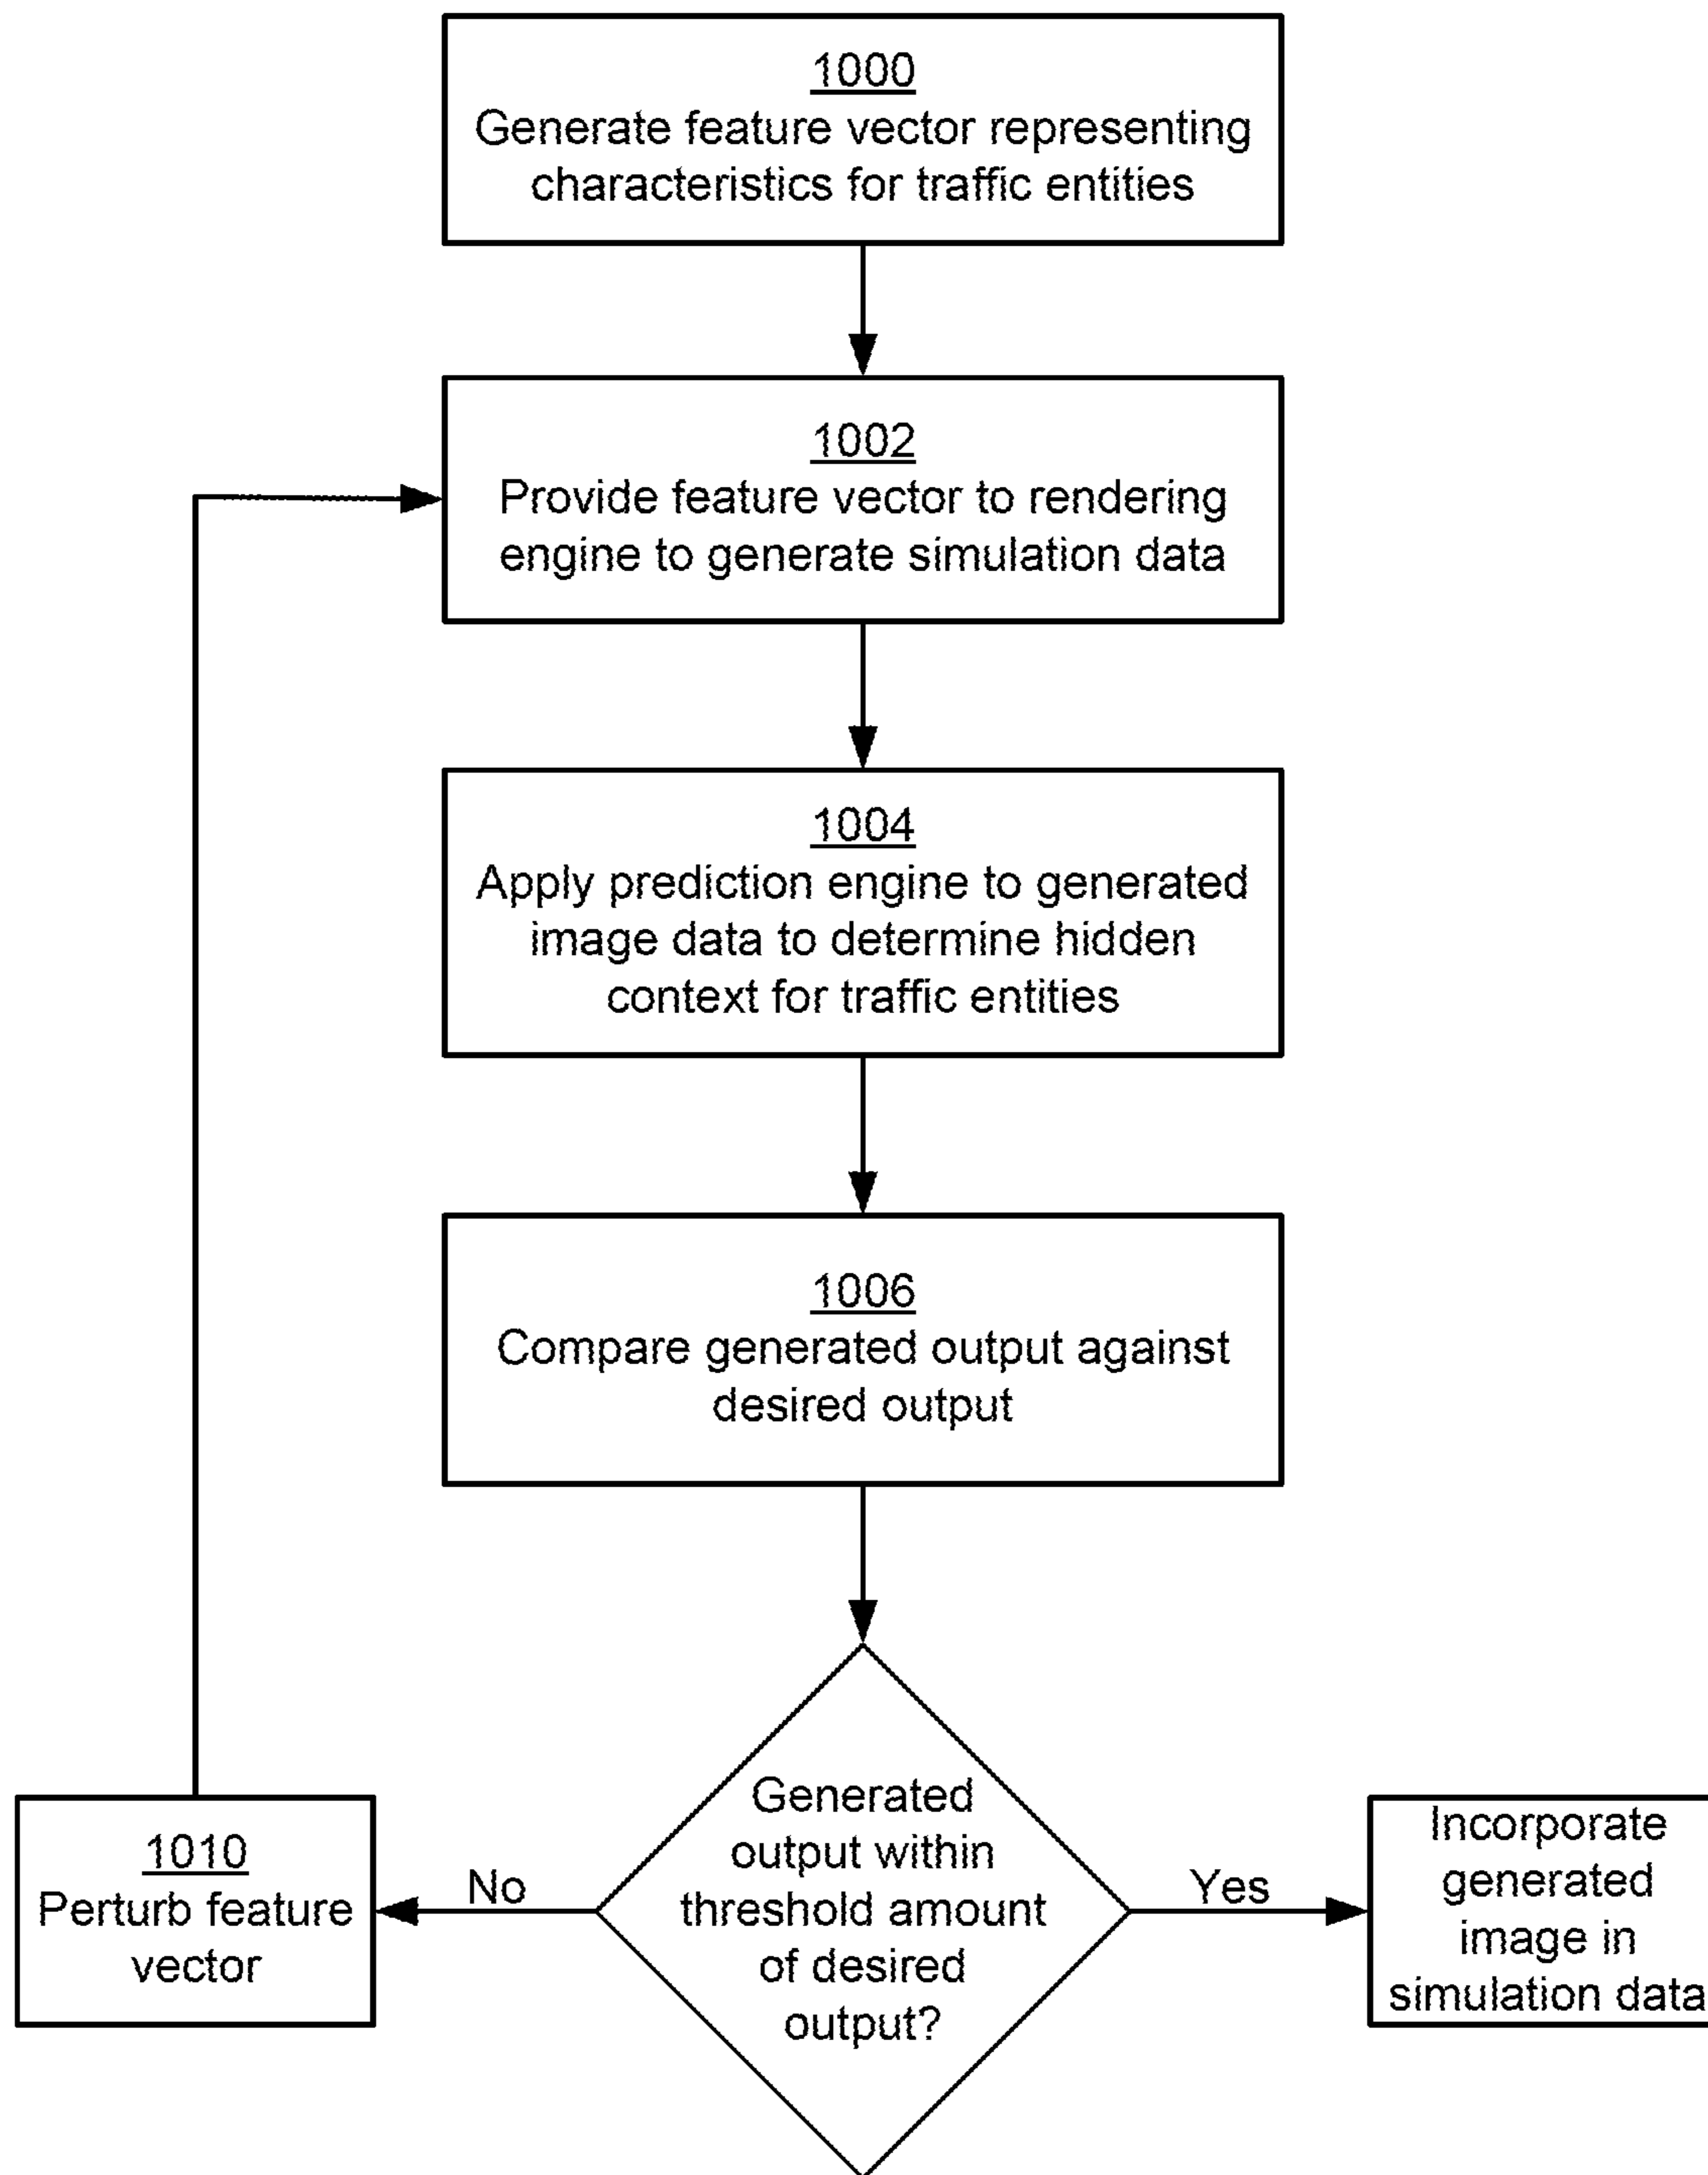 1000
Generate feature vector representing
characteristics for traffic entities
1002
Provide feature vector to rendering
engine to generate simulation data
1004
Apply prediction engine to generated
image data to determine hidden
context for traffic entities
1006
Compare generated output against
desired output
Generated
output within
threshold amount
of desired
output?
No
1010
Perturb feature
vector
Yes
Incorporate
generated
image in
simulation data